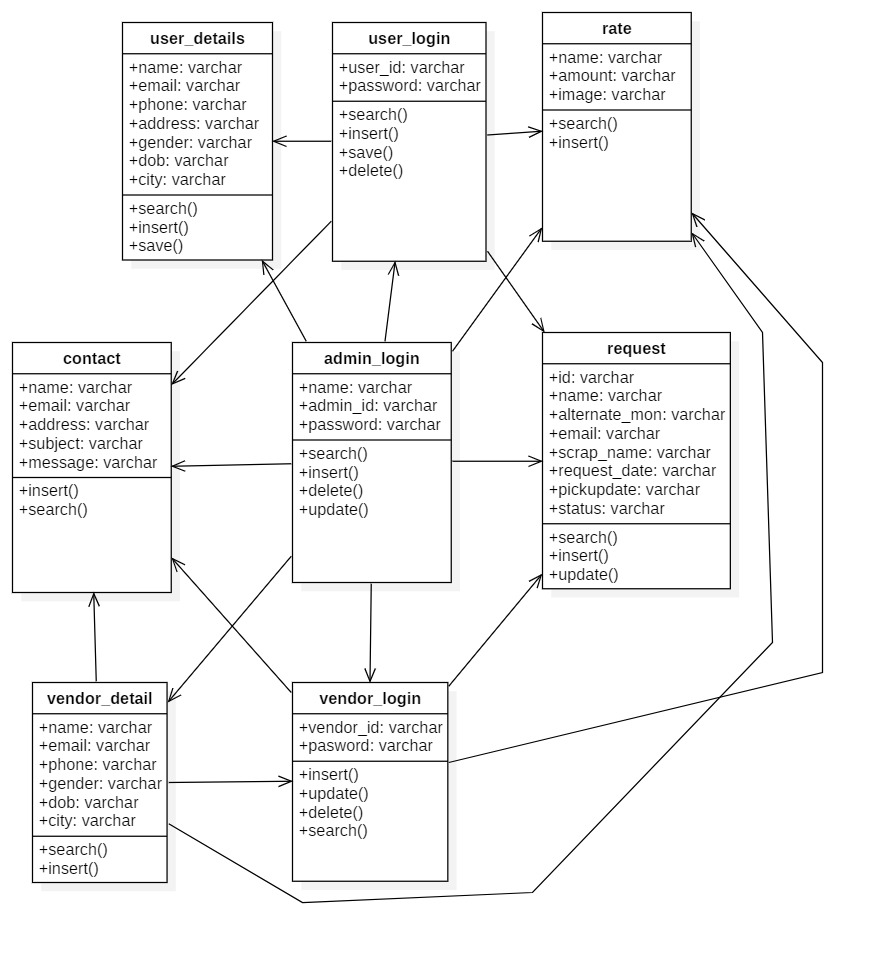 user_details
+name: varchar
+email: varchar
+phone: varchar
+address: varchar
+gender: varchar
+dob: varchar
+city: varchar
+search()
+insert()
+save()
user_login
+user_id: varchar
+password: varchar
+search()
+insert()
+save()
+delete()
rate
+name: varchar
+amount: varchar
+image: varchar
+search()
+insert()
contact
+name: varchar
+email: varchar
+address: varchar
+subject: varchar
+message: varchar
+insert()
+search()
admin_login
+name: varchar
+admin_id: varchar
+password: varchar
+search()
+insert()
+delete()
+update()
request
+id: varchar
+name: varchar
+alternate_mon: varchar
+email: varchar
+scrap_name: varchar
+request_date: varchar
+pickupdate: varchar
+status: varchar
+search()
+insert()
+update()
vendor_detail
+name: varchar
+email: varchar
+phone: varchar
+gender: varchar
+dob: varchar
+city: varchar
+search()
+insert()
vendor_login
+vendor_id: varchar
+pasword: varchar
+insert()
+update()
+delete()
+search()